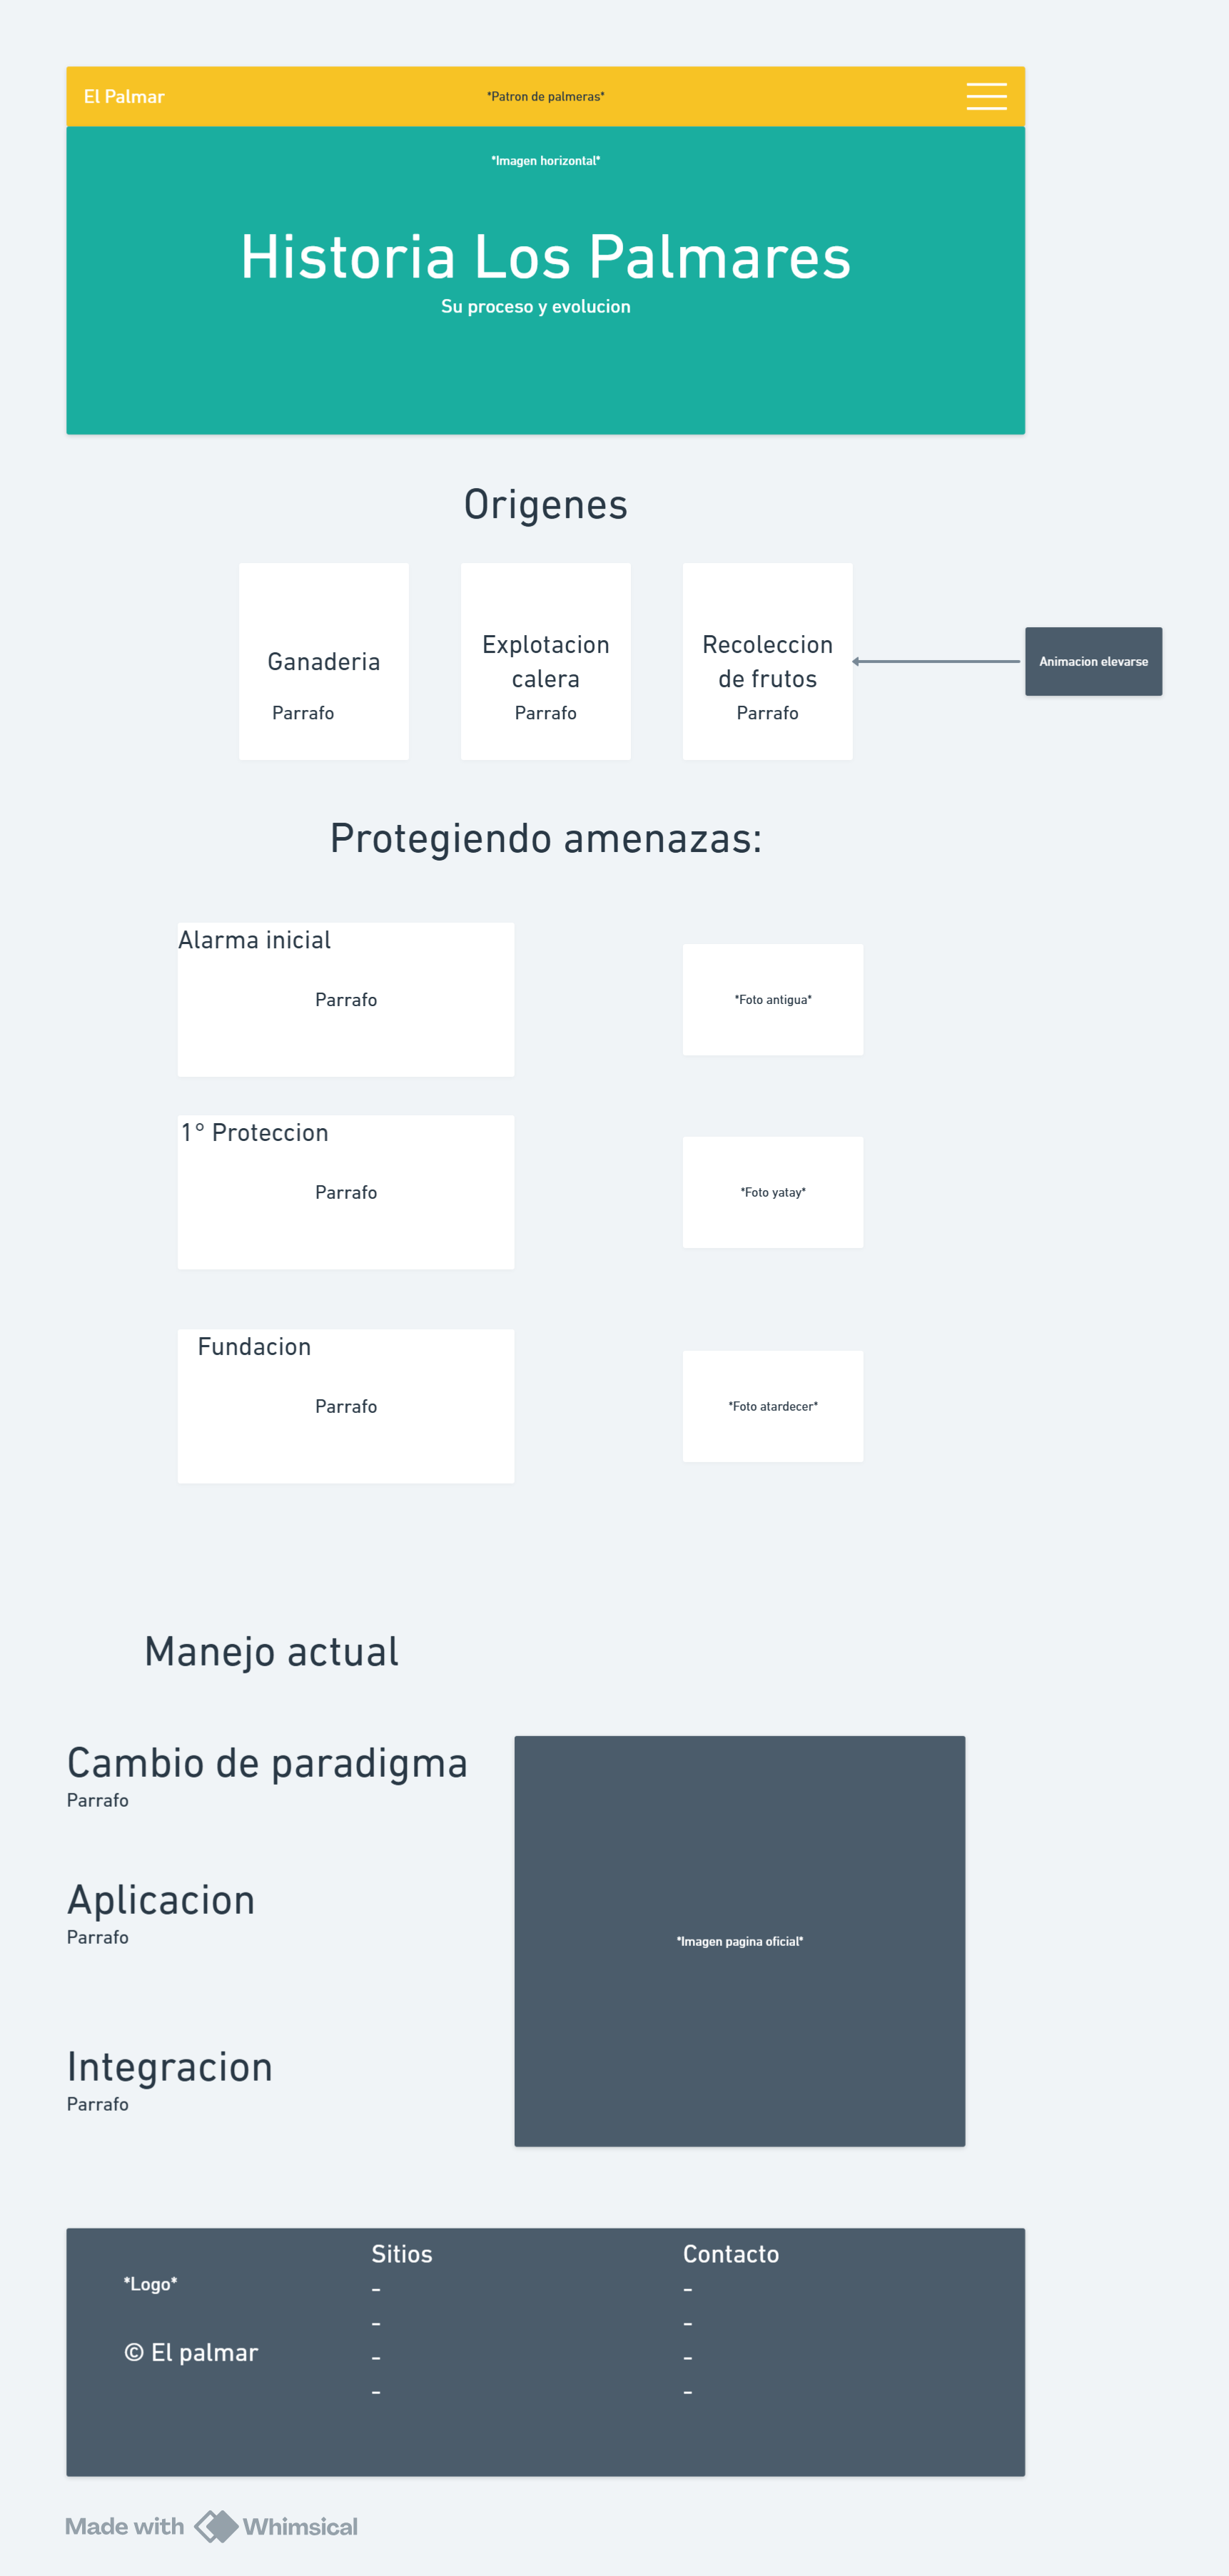 El Palmar
*Patron de palmeras*
*Imagen horizontal*
Historia Los Palmares
Su proceso y evolucion
Origenes
Ganaderia
Parrafo
Explotacion
calera
Parrafo
Recoleccion
de frutos
Parrafo
Animacion elevarse
Protegiendo amenazas:
Alarma inicial
Parrafo
*Foto antigua*
1° Proteccion
Parrafo
*Foto yatay*
Fundacion
Parrafo
*Foto atardecer*
Manejo actual
Cambio de paradigma
Parrafo
Aplicacion
Parrafo
Integracion
Parrafo
*Imagen pagina oficial*
*Logo*
© El palmar
Sitios
-
-
-
-
Contacto
-
-
-
-
Made with Whimsical